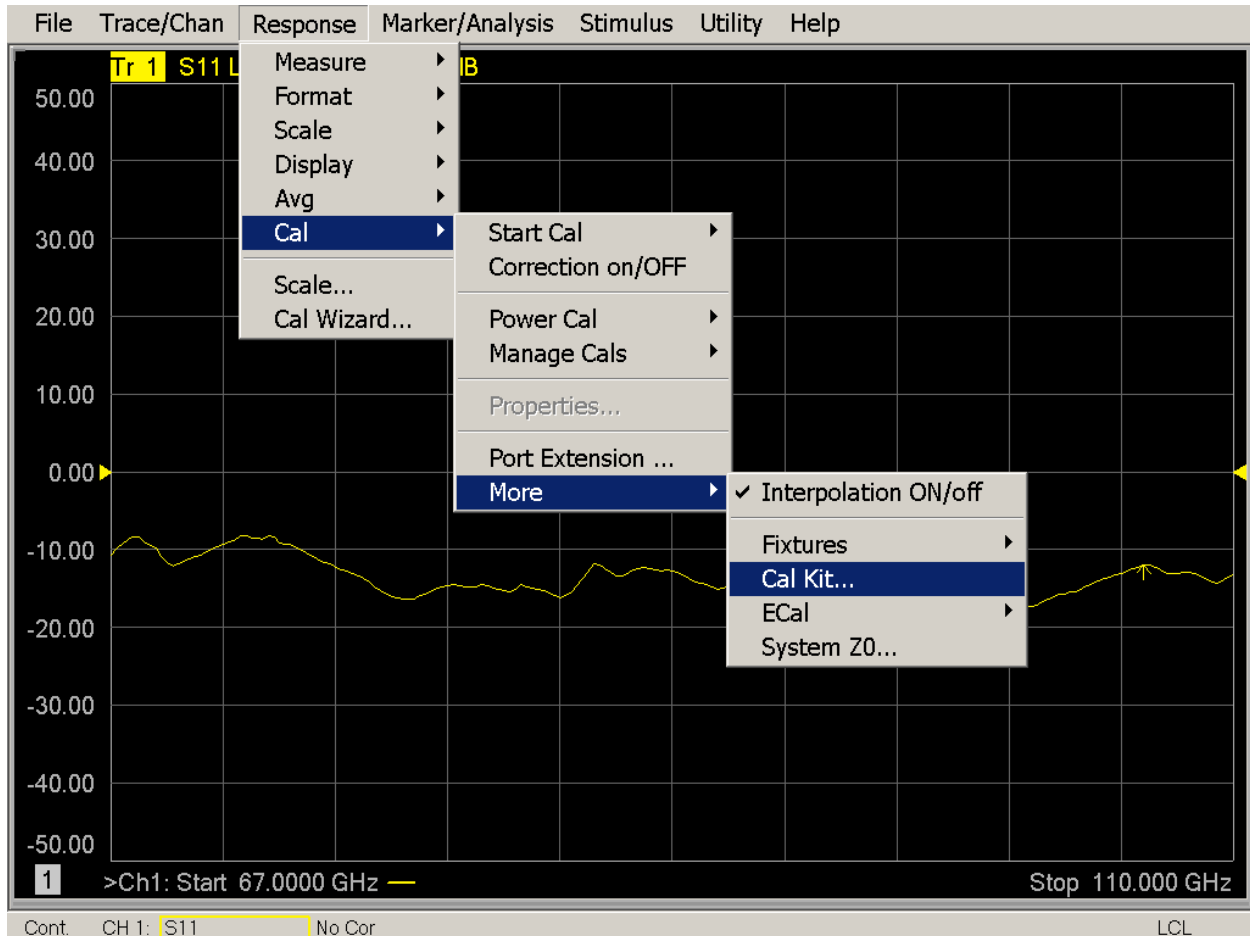 File Trace/Chan Response Marker/Analysis Stimulus Utility Help
Tr 1 S11 L
Measure
Format
Scale
Display
Avg
Cal
Scale...
Cal Wizard...
Start Cal
Correction on/OFF
Power Cal
Manage Cals
Properties...
Port Extension ...
More
✓ Interpolation ON/off
Fixtures
Cal Kit...
ECal
System Z0...
50.00
40.00
30.00
20.00
10.00
0.00
-10.00
-20.00
-30.00
-40.00
-50.00
1 >Ch1: Start 67.0000 GHz Stop 110.000 GHz
Cont. CH 1: S11 No Cor LCL